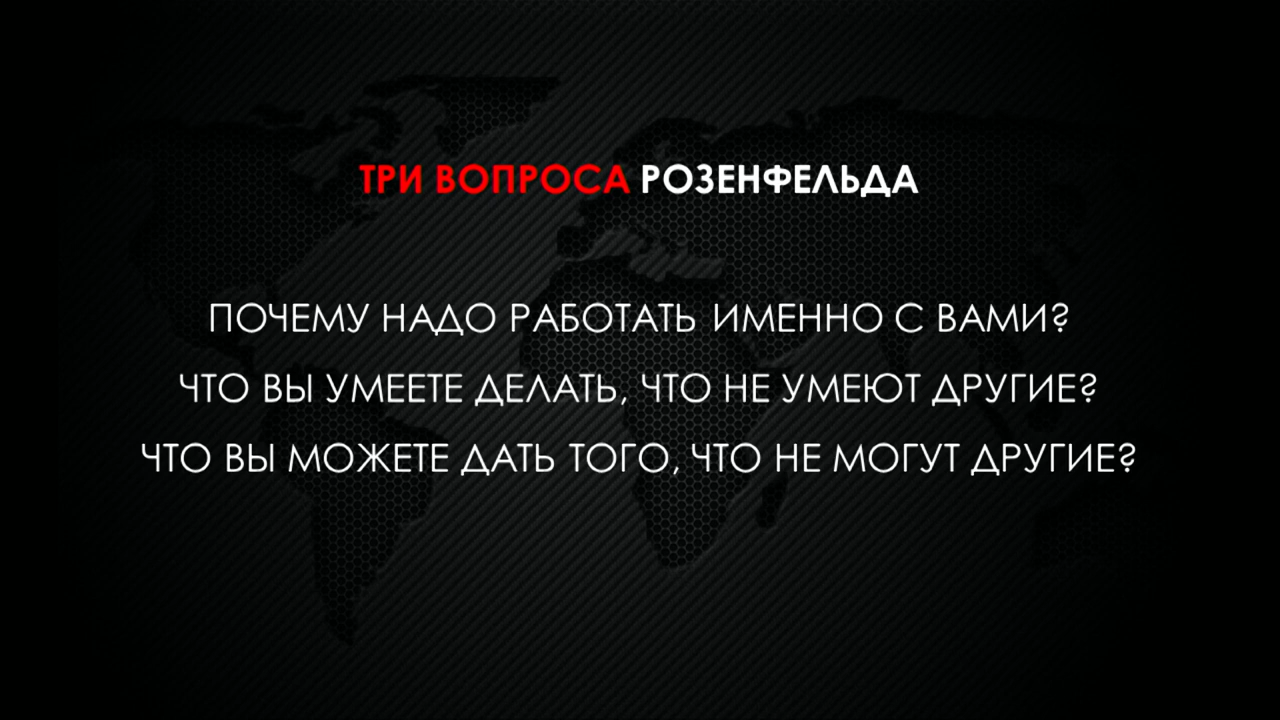 ТРИ ВОПРОСА РОЗЕНФЕЛЬДА
ПОЧЕМУ НАДО РАБОТАТЬ ИМЕННО С ВАМИ?
ЧТО ВЫ УМЕЕТЕ ДЕЛАТЬ, ЧТО НЕ УМЕЮТ ДРУГИЕ?
ЧТО ВЫ МОЖЕТЕ ДАТЬ ТОГО, ЧТО НЕ МОГУТ ДРУГИЕ?